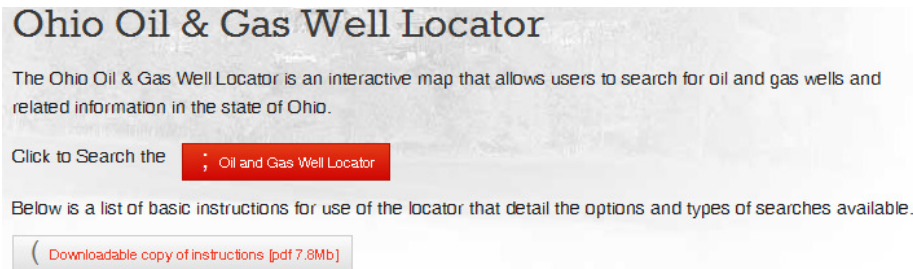 Ohio Oil & Gas Well Locator
The Ohio Oil & Gas Well Locator is an interactive map that allows users to search for oil and gas wells and
related information in the state of Ohio.
Click to Search the ; Oil and Gas Well Locator
Below is a list of basic instructions for use of the locator that detail the options and types of searches available.
( Downloadable copy of instructions [pdf 7.8Mb]